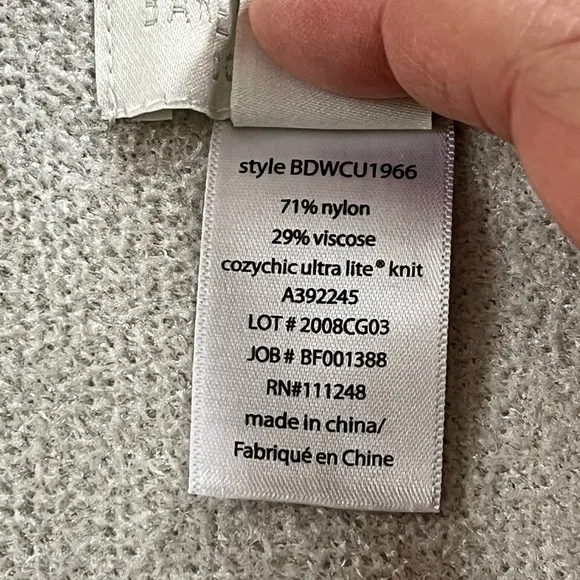 style BDWCU1966
71% nylon
29% viscose
cozychic ultra lite® knit
A392245
LOT # 2008CG03
JOB # BF001388
RN#111248
made in china/
Fabriqué en Chine